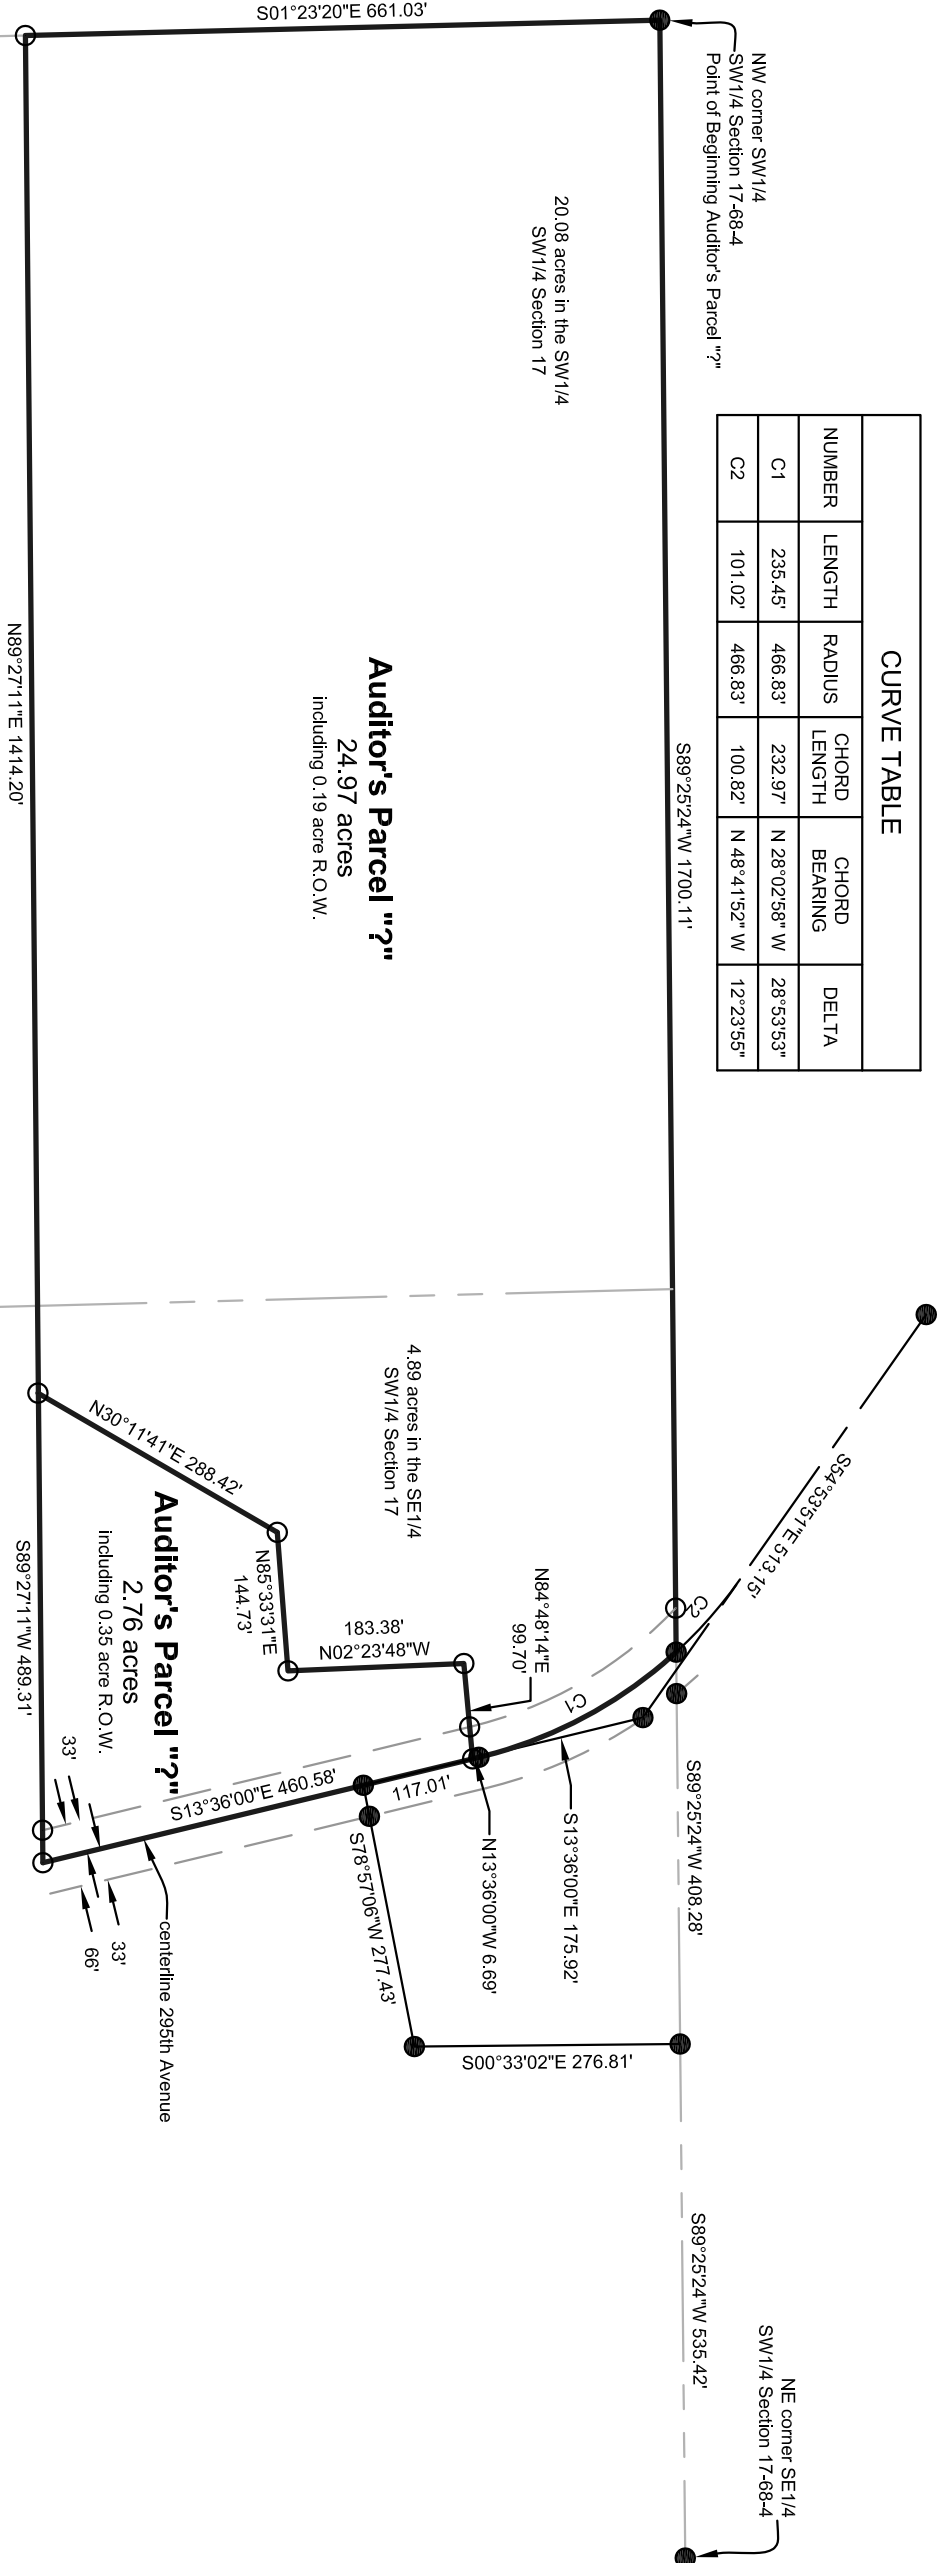 CURVE TABLE
NUMBER LENGTH RADIUS CHORD LENGTH CHORD BEARING DELTA
C1 235.45' 466.83' 232.97' N 28°02'58" W 28°53'53"
C2 101.02' 466.83' 100.82' N 48°41'52" W 12°23'55"
NW corner SW1/4
SW1/4 Section 17-68-4
Point of Beginning Auditor's Parcel "?"
NE corner SE1/4
SW1/4 Section 17-68-4
S54°53'51"E 513.15'
S89°25'24"W 1700.11'
S89°25'24"W 408.28'
S89°25'24"W 535.42'
C2
C1
S01°23'20"E 661.03'
20.08 acres in the SW1/4
SW1/4 Section 17
Auditor's Parcel "?"
24.97 acres
including 0.19 acre R.O.W.
4.89 acres in the SE1/4
SW1/4 Section 17
N84°48'14"E
99.70'
S13°36'00"E 175.92'
N13°36'00"W 6.69'
S00°33'02"E 276.81'
183.38'
N02°23'48"W
117.01'
S78°57'06"W 277.43'
N85°33'31"E
144.73'
N30°11'41"E 288.42'
S13°36'00"E 460.58'
Auditor's Parcel "?"
2.76 acres
including 0.35 acre R.O.W.
centerline 295th Avenue
33'
33'
66'
N89°27'11"E 1414.20'
S89°27'11"W 489.31'